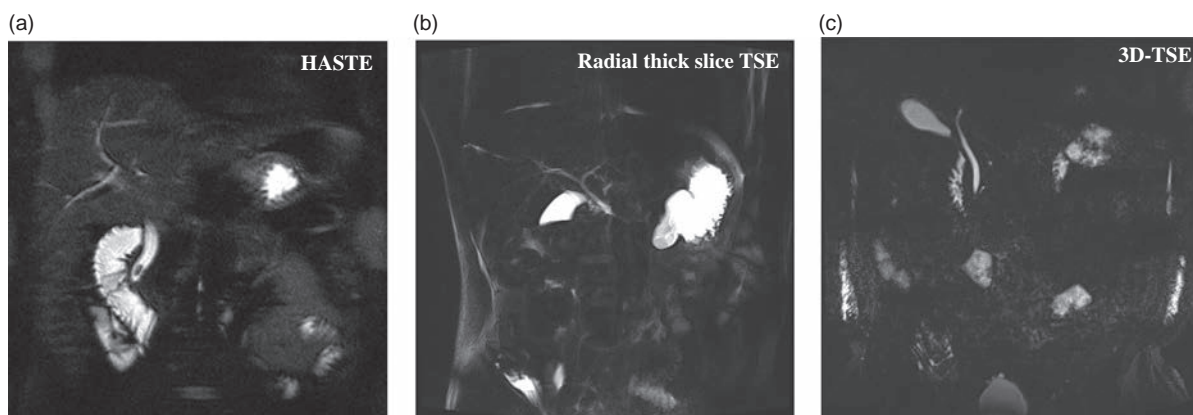 (a)
HASTE
(b)
Radial thick slice TSE
(c)
3D-TSE